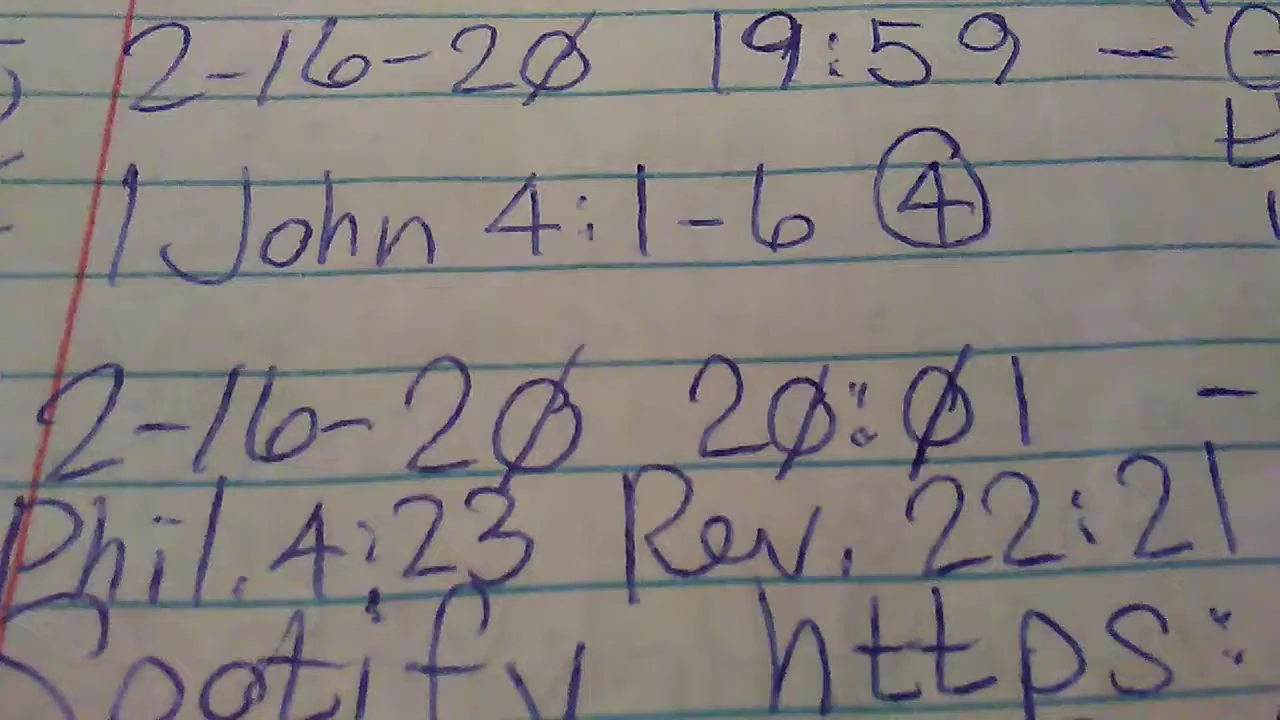 2-16-2Ø 19:59 — "G
1 John 4:1-6 ④
2-16-2Ø 2Ø:Ø1 -
Phil. 4:23 Rev. 22:21
Spotify https: